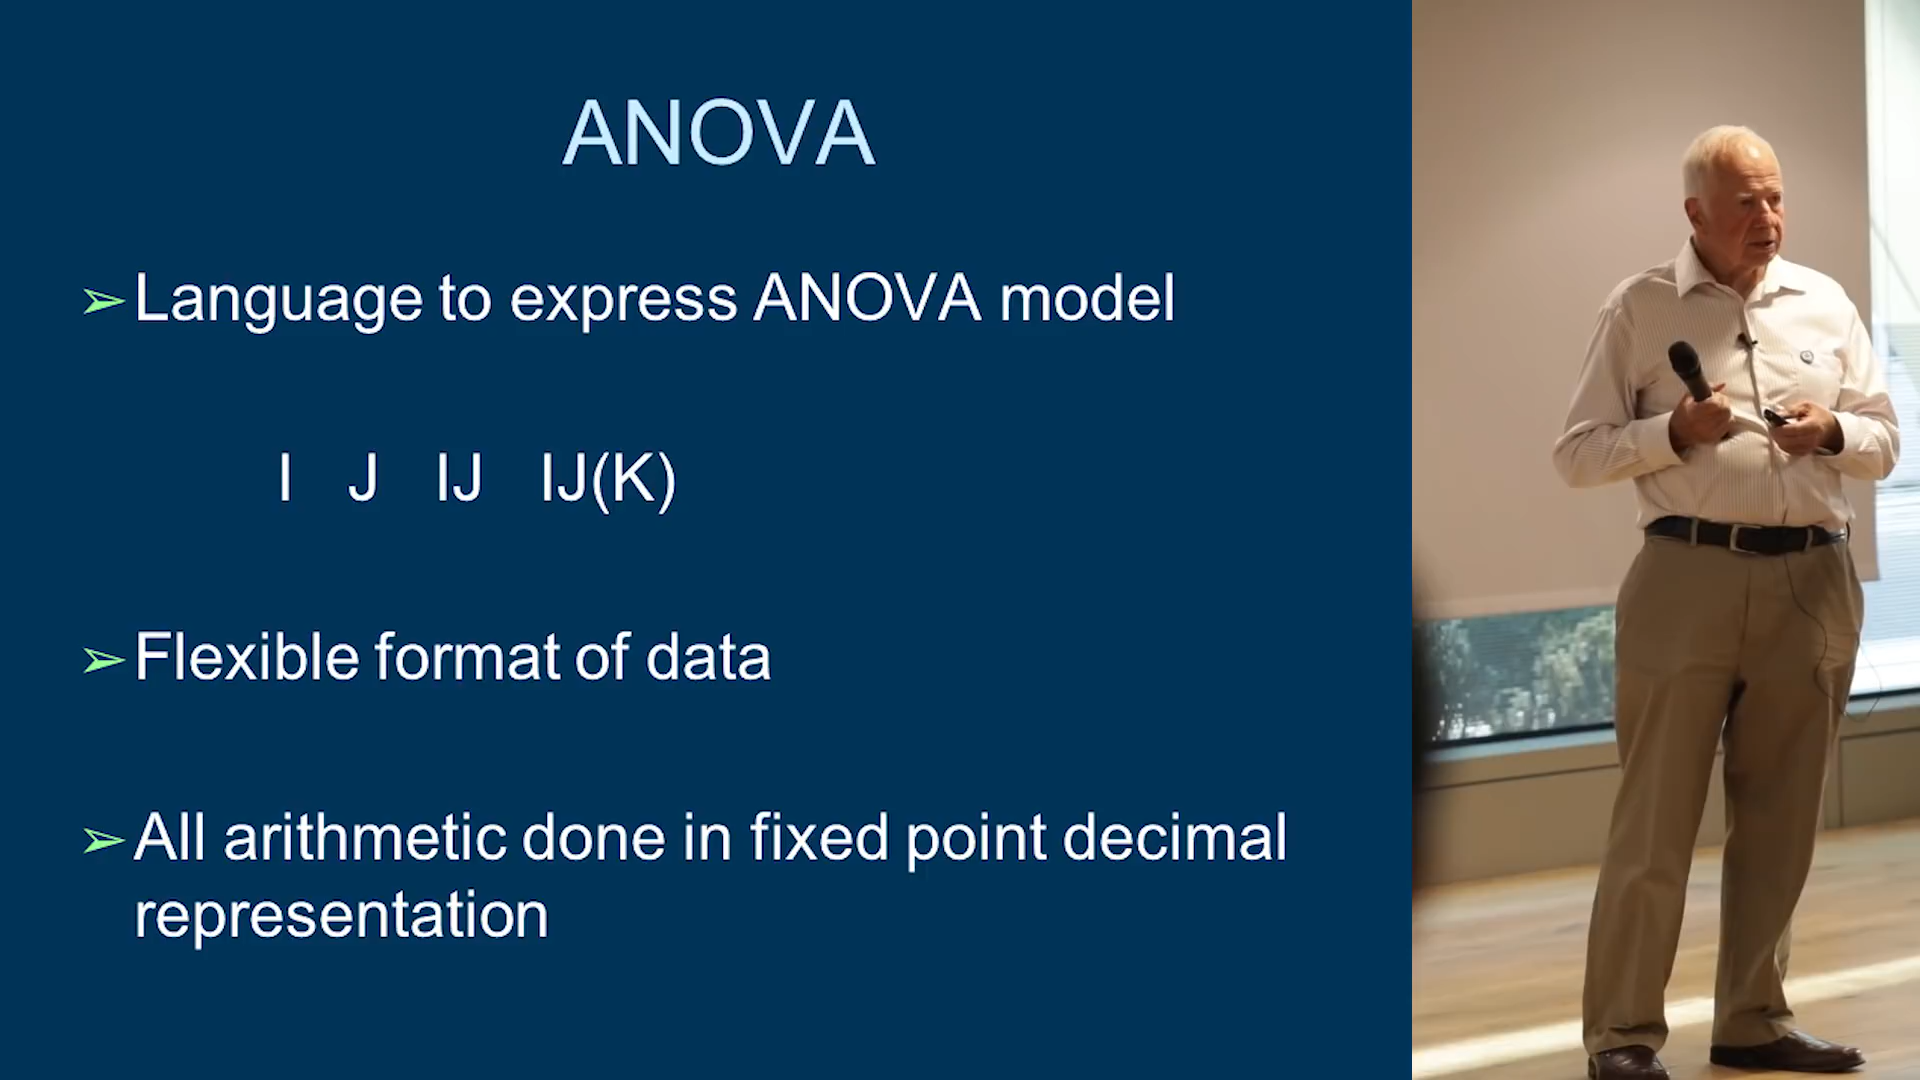 ANOVA
➢Language to express ANOVA model
I J IJ IJ(K)
➢Flexible format of data
➢All arithmetic done in fixed point decimal
representation